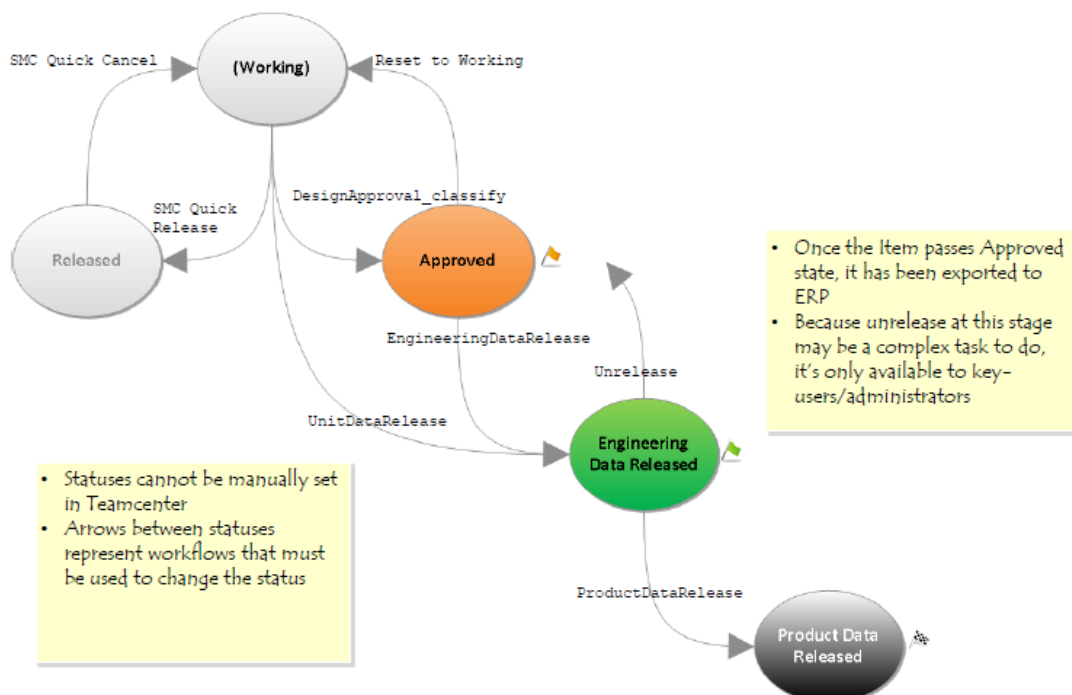 SMC Quick Cancel
(Working)
Reset to Working
DesignApproval_classify
SMC Quick
Release
Released
Approved
EngineeringDataRelease
Unrelease
UnitDataRelease
Engineering
Data Released
ProductDataRelease
Product Data
Released
• Once the Item passes Approved
state, it has been exported to
ERP
• Because unrelease at this stage
may be a complex task to do,
it's only available to key-
users/administrators
• Statuses cannot be manually set
in Teamcenter
• Arrows between statuses
represent workflows that must
be used to change the status